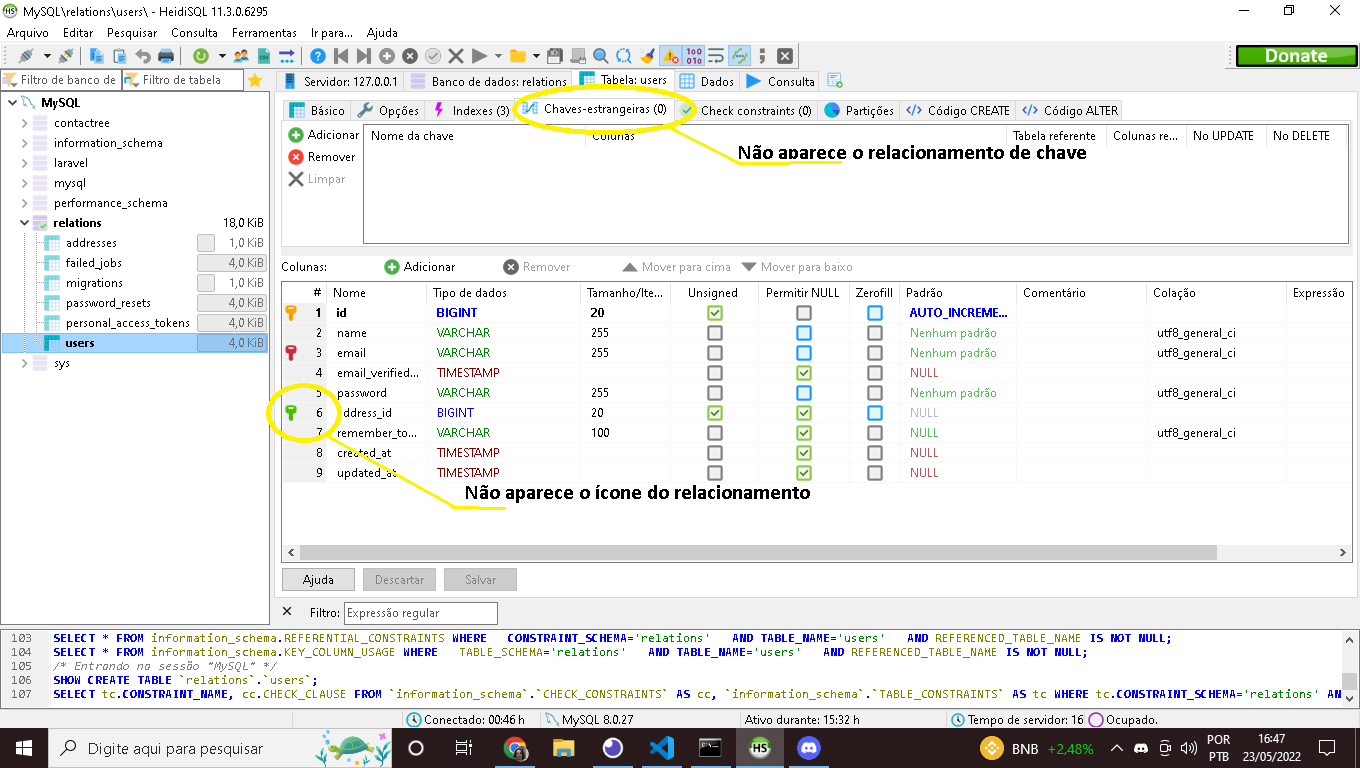 MySQL\relations\users\ - HeidiSQL 11.3.0.6295
Arquivo Editar Pesquisar Consulta Ferramentas Ir para... Ajuda
Donate
Filtro de banco de Filtro de tabela
Servidor: 127.0.0.1 Banco de dados: relations Tabela: users Dados Consulta
MySQL
contactree
information_schema
laravel
mysql
performance_schema
relations 18,0 KiB
addresses 1,0 KiB
failed_jobs 4,0 KiB
migrations 1,0 KiB
password_resets 4,0 KiB
personal_access_tokens 4,0 KiB
users 4,0 KiB
sys
Básico Opções Indexes (3) Chaves-estrangeiras (0) Check constraints (0) Partições Código CREATE Código ALTER
Adicionar
Remover
Limpar
Nome da chave Colunas Tabela referente Colunas re... No UPDATE No DELETE
Não aparece o relacionamento de chave
Colunas: Adicionar Remover Mover para cima Mover para baixo
# Nome Tipo de dados Tamanho/Ite... Unsigned Permitir NULL Zerofill Padrão Comentário Colação Expressão
1 id BIGINT 20 AUTO_INCREME...
2 name VARCHAR 255 Nenhum padrão utf8_general_ci
3 email VARCHAR 255 Nenhum padrão utf8_general_ci
4 email_verified... TIMESTAMP NULL
5 password VARCHAR 255 Nenhum padrão utf8_general_ci
6 address_id BIGINT 20 NULL
7 remember_to... VARCHAR 100 NULL utf8_general_ci
8 created_at TIMESTAMP NULL
9 updated_at TIMESTAMP NULL
Não aparece o ícone do relacionamento
Ajuda Descartar Salvar
Filtro: Expressão regular
103 SELECT * FROM information_schema.REFERENTIAL_CONSTRAINTS WHERE CONSTRAINT_SCHEMA='relations' AND TABLE_NAME='users' AND REFERENCED_TABLE_NAME IS NOT NULL;
104 SELECT * FROM information_schema.KEY_COLUMN_USAGE WHERE TABLE_SCHEMA='relations' AND TABLE_NAME='users' AND REFERENCED_TABLE_NAME IS NOT NULL;
105 /* Entrando na sessão "MySQL" */
106 SHOW CREATE TABLE `relations`.`users`;
107 SELECT tc.CONSTRAINT_NAME, cc.CHECK_CLAUSE FROM `information_schema`.`CHECK_CONSTRAINTS` AS cc, `information_schema`.`TABLE_CONSTRAINTS` AS tc WHERE tc.CONSTRAINT_SCHEMA='relations' AN
Conectado: 00:46 h MySQL 8.0.27 Ativo durante: 15:32 h Tempo de servidor: 16 Ocupado.
Digite aqui para pesquisar
HS
BNB +2,48%
POR
PTB
16:47
23/05/2022